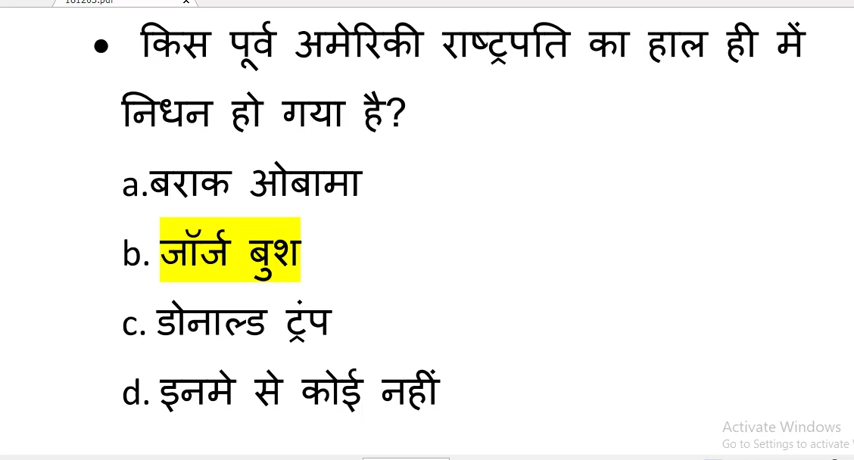 • किस पूर्व अमेरिकी राष्ट्रपति का हाल ही में
निधन हो गया है?
a.बराक ओबामा
b. जॉर्ज बुश
c. डोनाल्ड ट्रंप
d. इनमे से कोई नहीं
Activate Windows
Go to Settings to activate